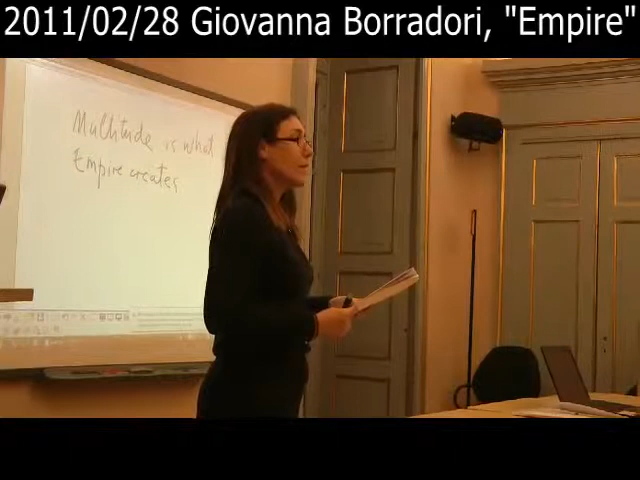 2011/02/28 Giovanna Borradori, "Empire"
Multitude is what
Empire creates